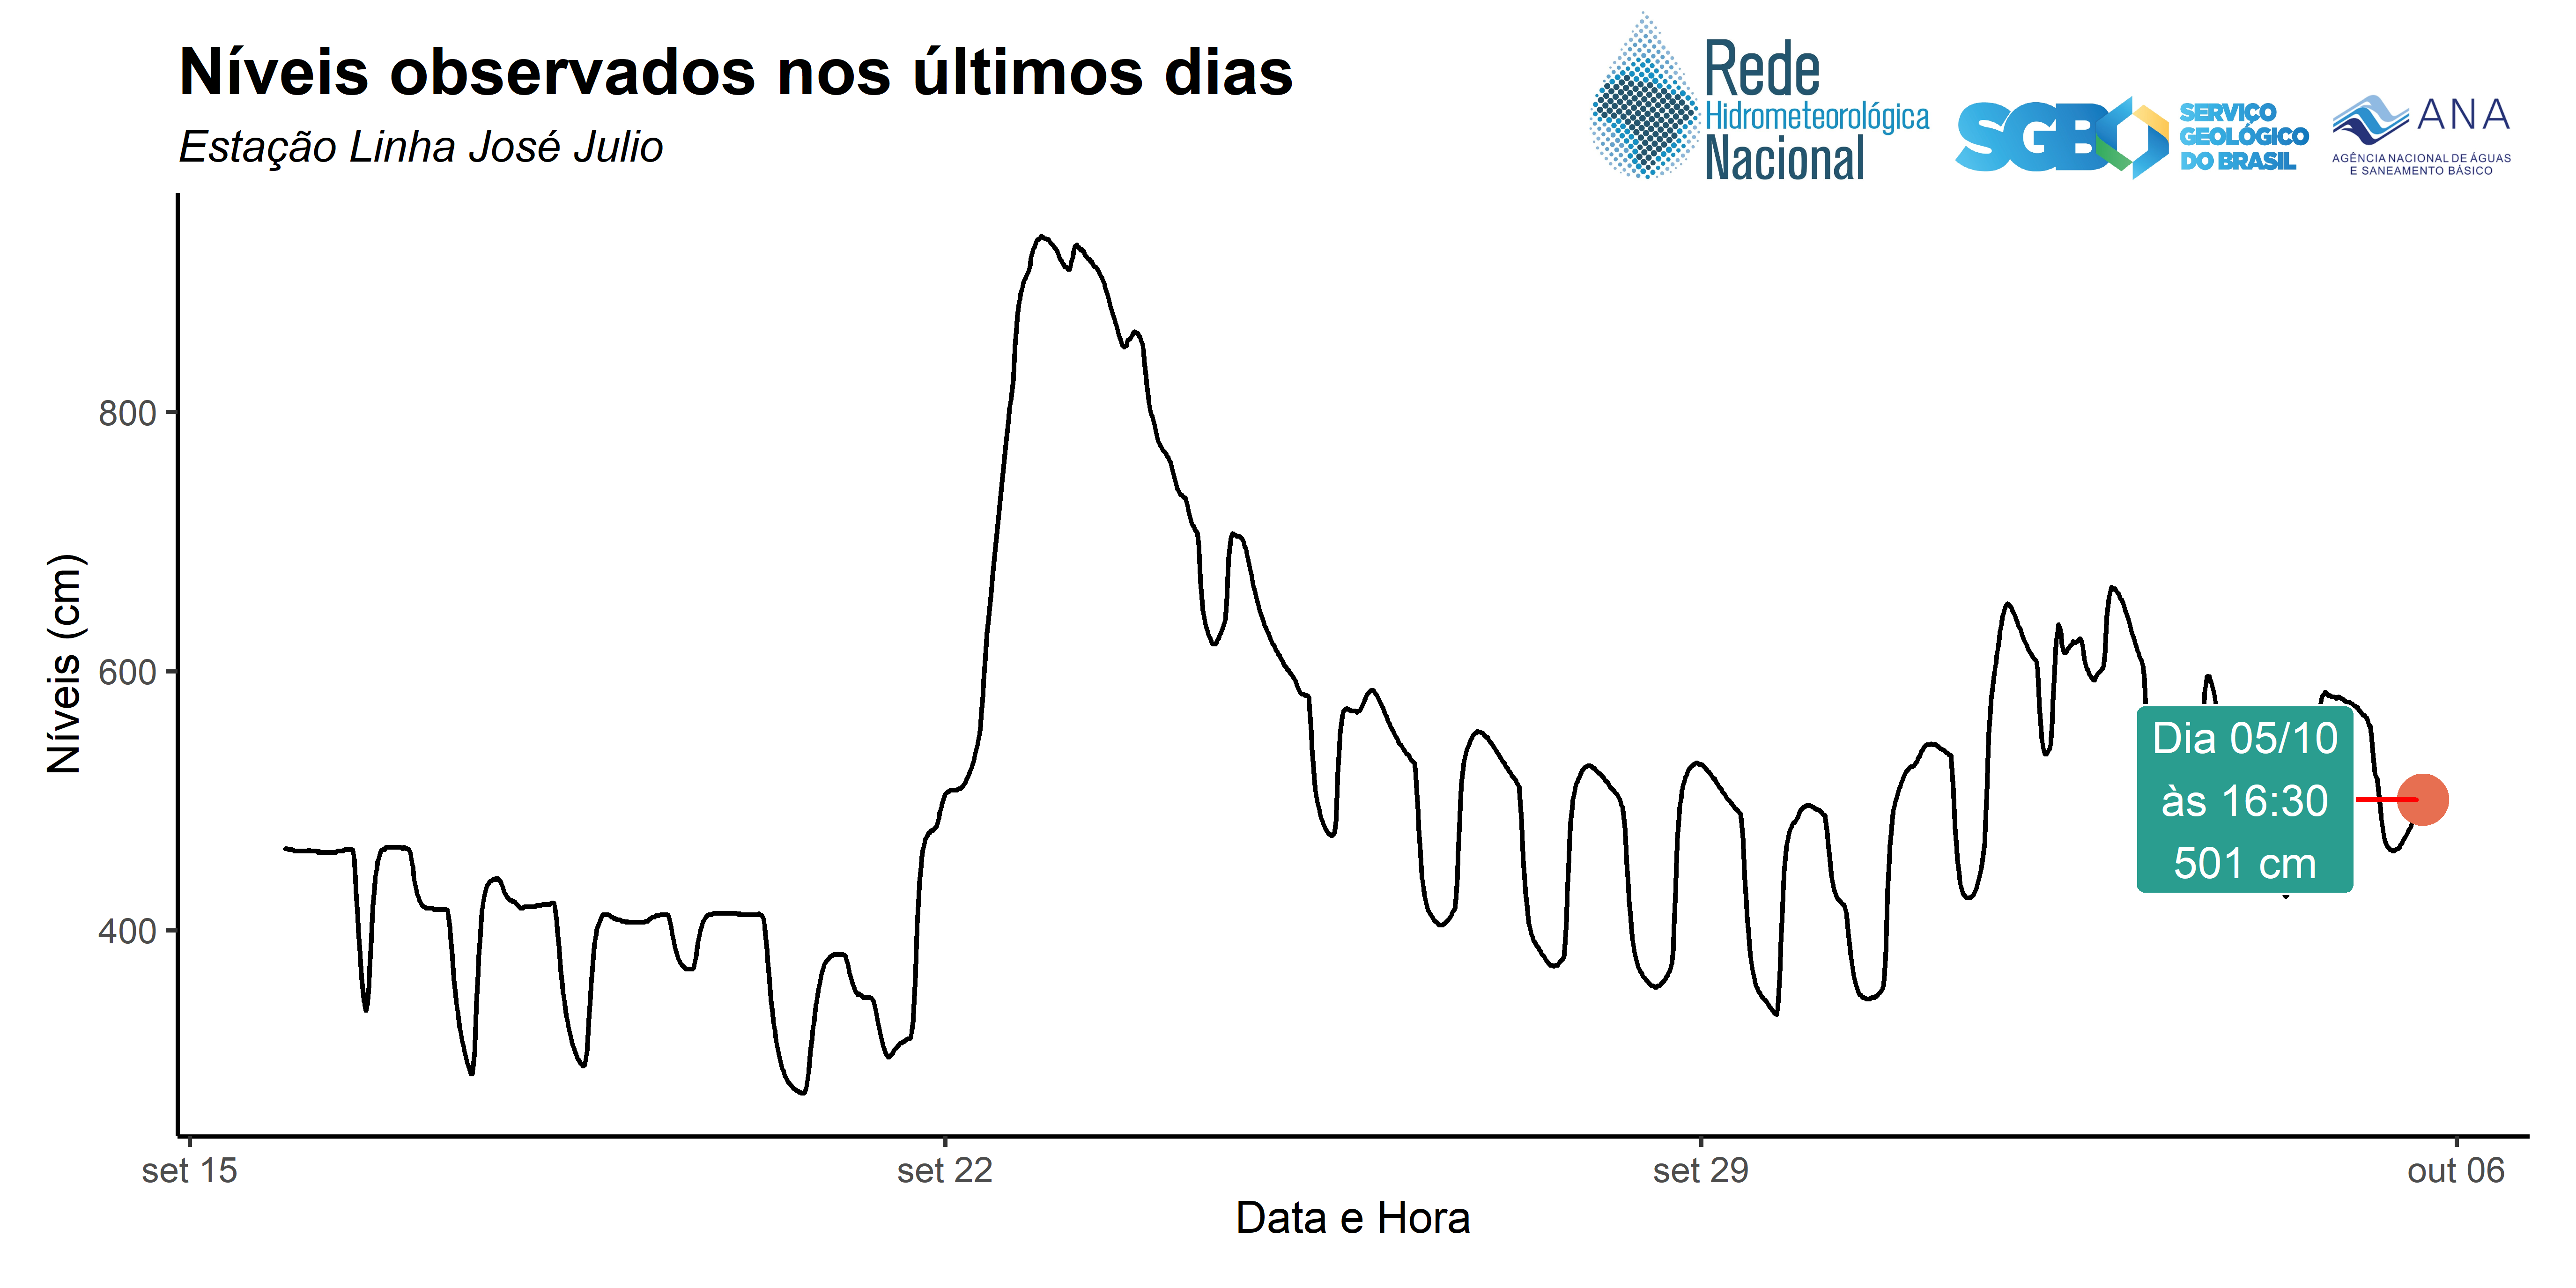 Níveis observados nos últimos dias
Estação Linha José Julio
Rede
Hidrometeorológica
Nacional
SGB
SERVIÇO
GEOLÓGICO
DO BRASIL
ANA
AGÊNCIA NACIONAL DE ÁGUAS
E SANEAMENTO BÁSICO
Níveis (cm)
800
600
400
Dia 05/10
às 16:30
501 cm
set 15
set 22
set 29
out 06
Data e Hora